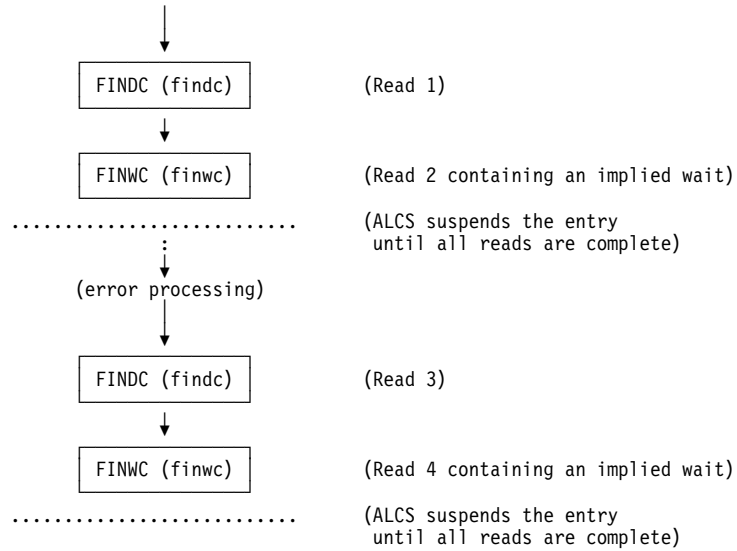 FINDC (findc) (Read 1)
FINWC (finwc) (Read 2 containing an implied wait)
........................... (ALCS suspends the entry
: until all reads are complete)
(error processing)
FINDC (findc) (Read 3)
FINWC (finwc) (Read 4 containing an implied wait)
........................... (ALCS suspends the entry
until all reads are complete)